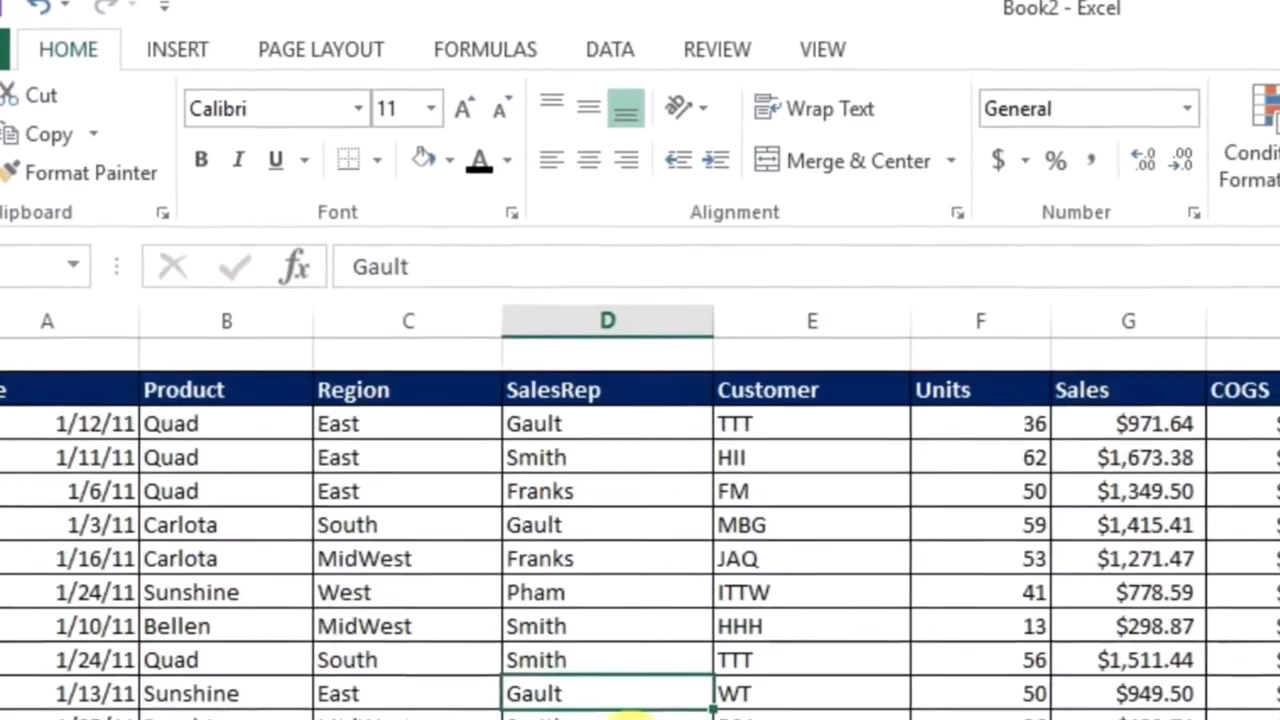 Book2 - Excel
HOME INSERT PAGE LAYOUT FORMULAS DATA REVIEW VIEW
Cut
Calibri 11
Wrap Text
General
Copy
Format Painter
B I U
Merge & Center
$ % ,
Condi
Format
lipboard Font Alignment Number
fx Gault
A B C D E F G
e Product Region SalesRep Customer Units Sales COGS
1/12/11 Quad East Gault TTT 36 $971.64
1/11/11 Quad East Smith HII 62 $1,673.38
1/6/11 Quad East Franks FM 50 $1,349.50
1/3/11 Carlota South Gault MBG 59 $1,415.41
1/16/11 Carlota MidWest Franks JAQ 53 $1,271.47
1/24/11 Sunshine West Pham ITTW 41 $778.59
1/10/11 Bellen MidWest Smith HHH 13 $298.87
1/24/11 Quad South Smith TTT 56 $1,511.44
1/13/11 Sunshine East Gault WT 50 $949.50